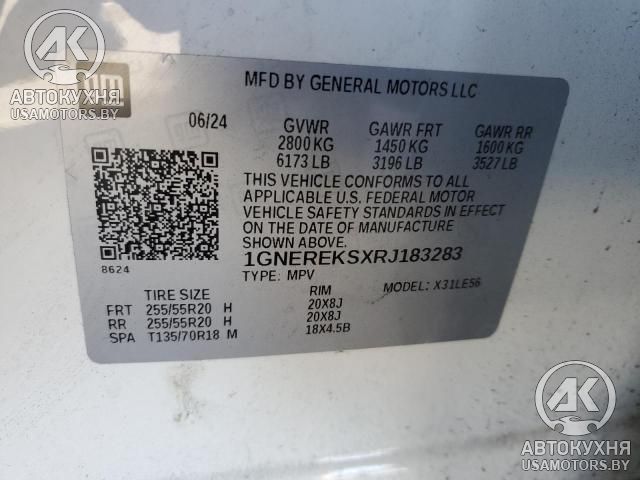 AK
АВТОКУХНЯ
USAMOTORS.BY
GM
MFD BY GENERAL MOTORS LLC
06/24 GVWR GAWR FRT GAWR RR
2800 KG 1450 KG 1600 KG
6173 LB 3196 LB 3527 LB
THIS VEHICLE CONFORMS TO ALL
APPLICABLE U.S. FEDERAL MOTOR
VEHICLE SAFETY STANDARDS IN EFFECT
ON THE DATE OF MANUFACTURE
SHOWN ABOVE.
8624
1GNEREKSXRJ183283
TYPE: MPV MODEL: X31LE56
TIRE SIZE RIM
FRT 255/55R20 H 20X8J
RR 255/55R20 H 20X8J
SPA T135/70R18 M 18X4.5B
AK
АВТОКУХНЯ
USAMOTORS.BY